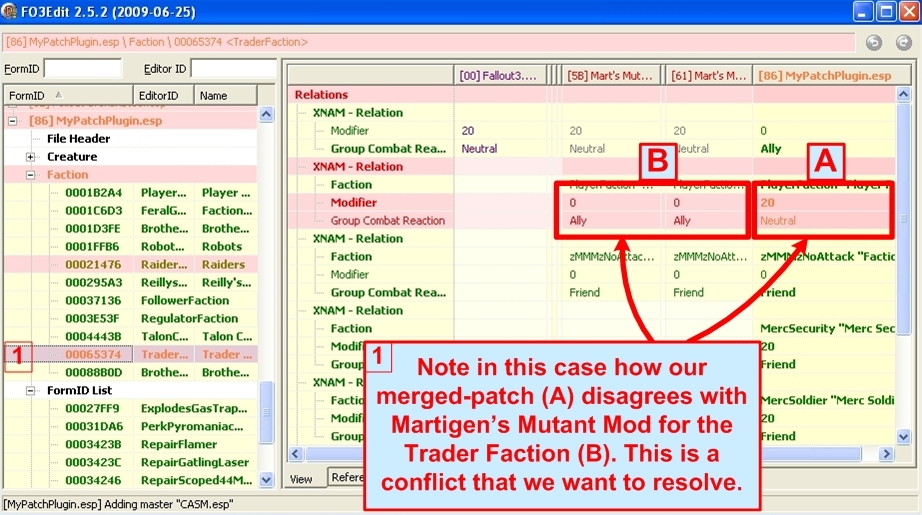 FO3Edit 2.5.2 (2009-06-25)
[86] MyPatchPlugin.esp \ Faction \ 00065374 <TraderFaction>
FormID Editor ID
FormID EditorID Name
[86] MyPatchPlugin.esp
File Header
Creature
Faction
0001B2A4 Player... Player ...
0001C6D3 FeralG... Faction...
0001D3FE Brothe... Brothe...
0001FFB6 Robot... Robots
00021476 Raider... Raiders
000295A3 Reillys... Reilly's...
00037136 FollowerFaction
0003E53F RegulatorFaction
0004443B TalonC... Talon C...
1 00065374 Trader... Trader ...
00088B0D Brothe... Brothe...
FormID List
00027FF9 ExplodesGasTrap...
00031DA6 PerkPyromaniac...
0003423B RepairFlamer
0003423C RepairGatlingLaser
00034246 RepairScoped44M...
[00] Fallout3.... [5B] Mart's Mut... [61] Mart's M... [86] MyPatchPlugin.esp
Relations
XNAM - Relation
Modifier 20 20 20 0
Group Combat Reac... Neutral Neutral Neutral Ally
XNAM - Relation
B A
Faction PlayerFaction ... PlayerFactio... PlayerFaction "Player
Modifier 0 0 20
Group Combat Reaction Ally Ally Neutral
XNAM - Relation
Faction zMMMzNoAttac... zMMMzNoAtt... zMMMzNoAttack "Factio
Modifier 0 0 0
Group Combat Rea... Friend Friend Friend
XNAM - Relation
Faction MercSecurity "Merc Sec
Modifi 20
Group Friend
XNAM - R
Factio MercSoldier "Merc Soldi
Modifi 20
Group Friend
1
Note in this case how our
merged-patch (A) disagrees with
Martigen's Mutant Mod for the
Trader Faction (B). This is a
conflict that we want to resolve.
View Refere
[MyPatchPlugin.esp] Adding master "CASM.esp"